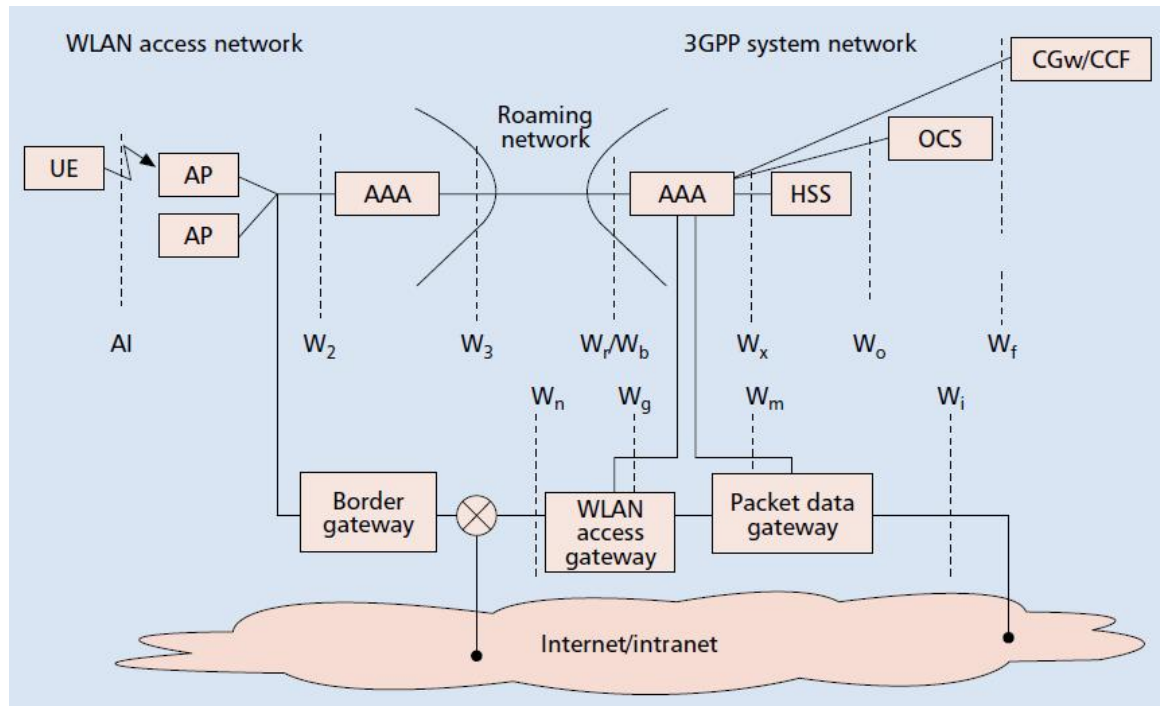 WLAN access network
3GPP system network
CGw/CCF
Roaming
network
OCS
UE
AP
AAA
AAA
HSS
AP
AI
W2
W3
Wr/Wb
Wx
Wo
Wf
Wn
Wg
Wm
Wi
Border
gateway
WLAN
access
gateway
Packet data
gateway
Internet/intranet